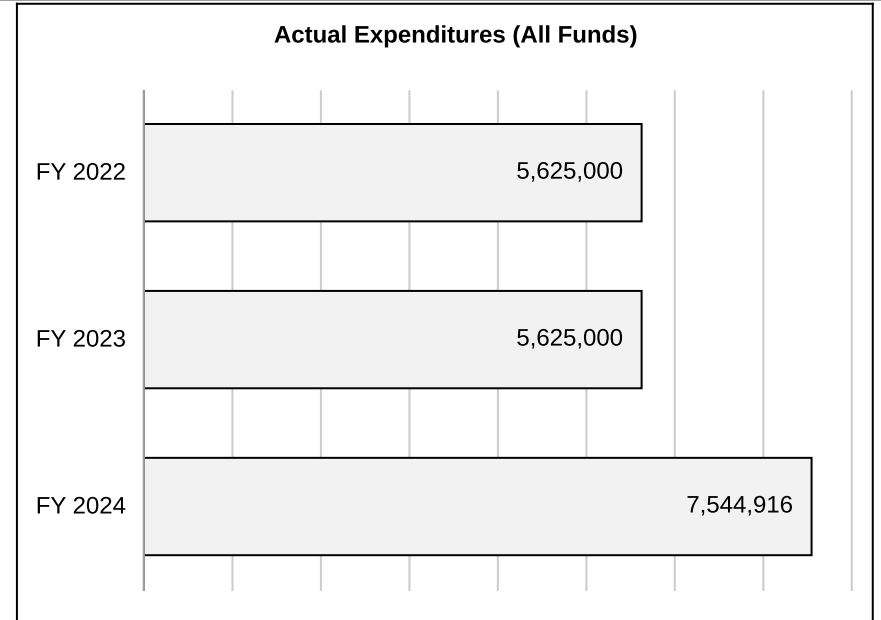 Actual Expenditures (All Funds)
FY 2022 5,625,000
FY 2023 5,625,000
FY 2024 7,544,916